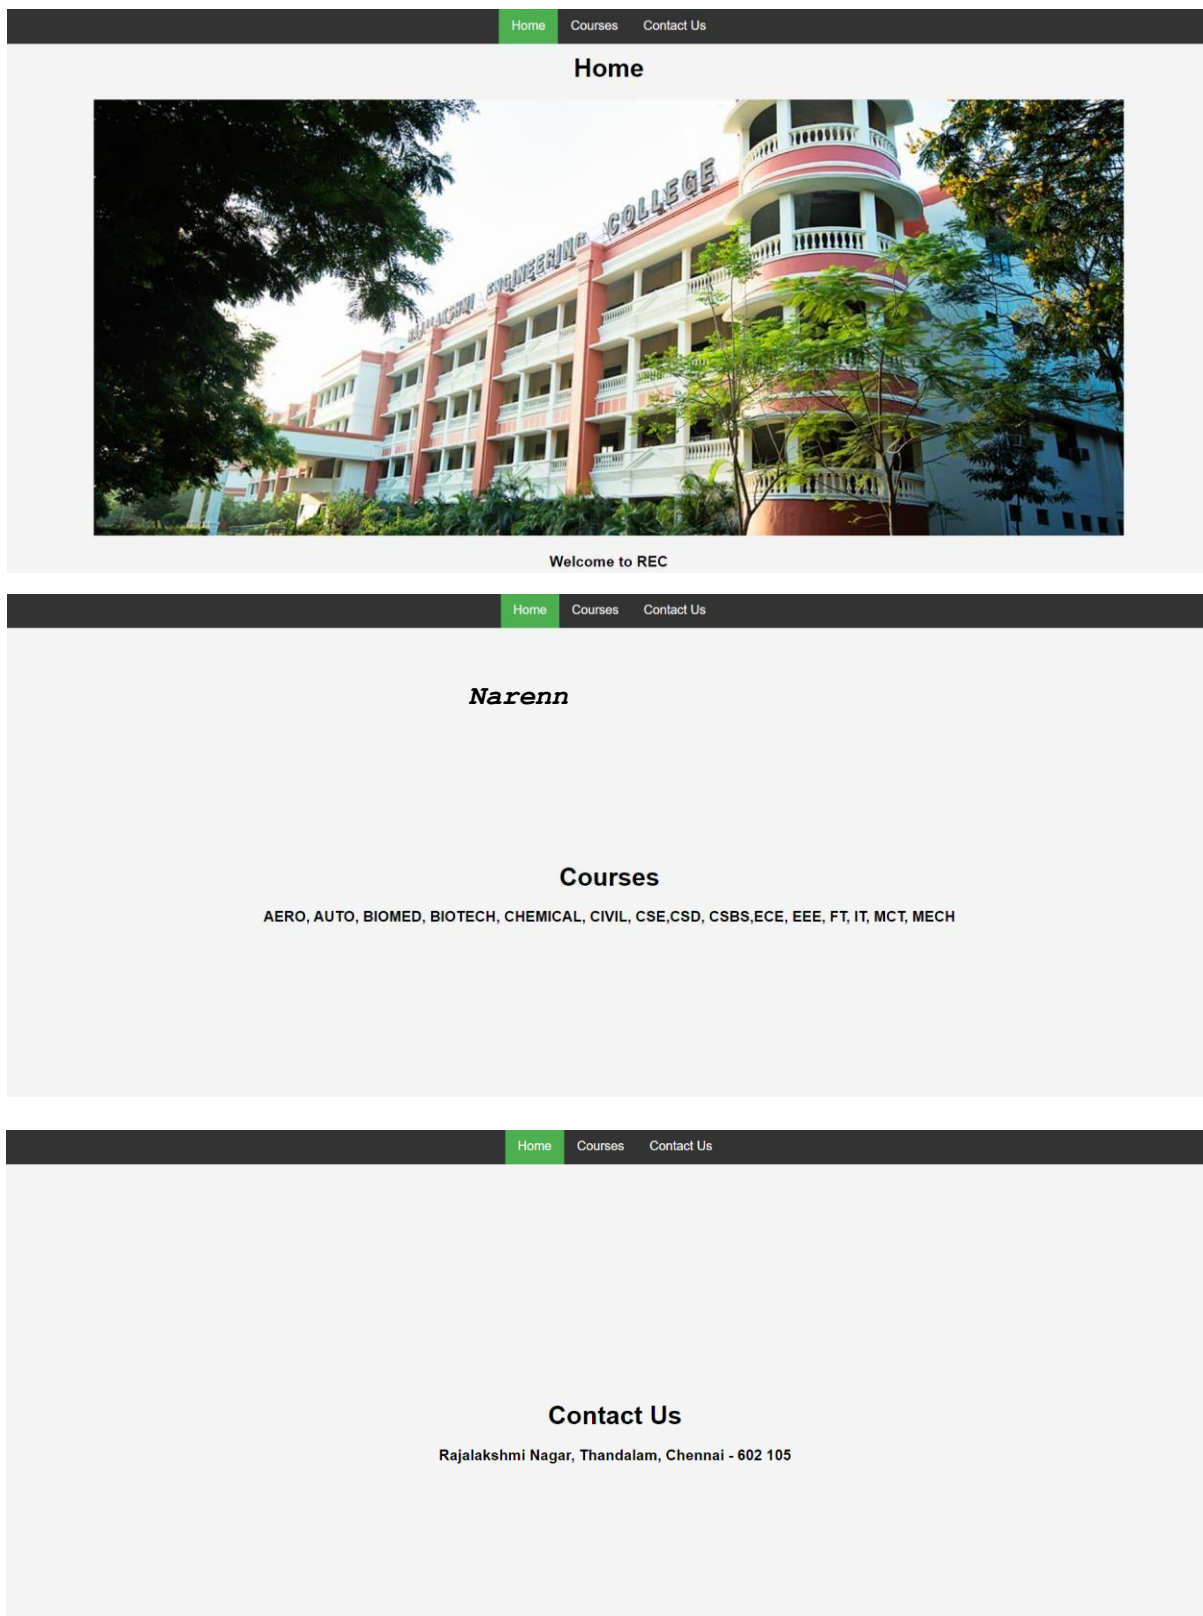 Home Courses Contact Us
Home
RAJALAKSHMI ENGINEERING COLLEGE
Welcome to REC
Home Courses Contact Us
Narenn
Courses
AERO, AUTO, BIOMED, BIOTECH, CHEMICAL, CIVIL, CSE,CSD, CSBS,ECE, EEE, FT, IT, MCT, MECH
Home Courses Contact Us
Contact Us
Rajalakshmi Nagar, Thandalam, Chennai - 602 105